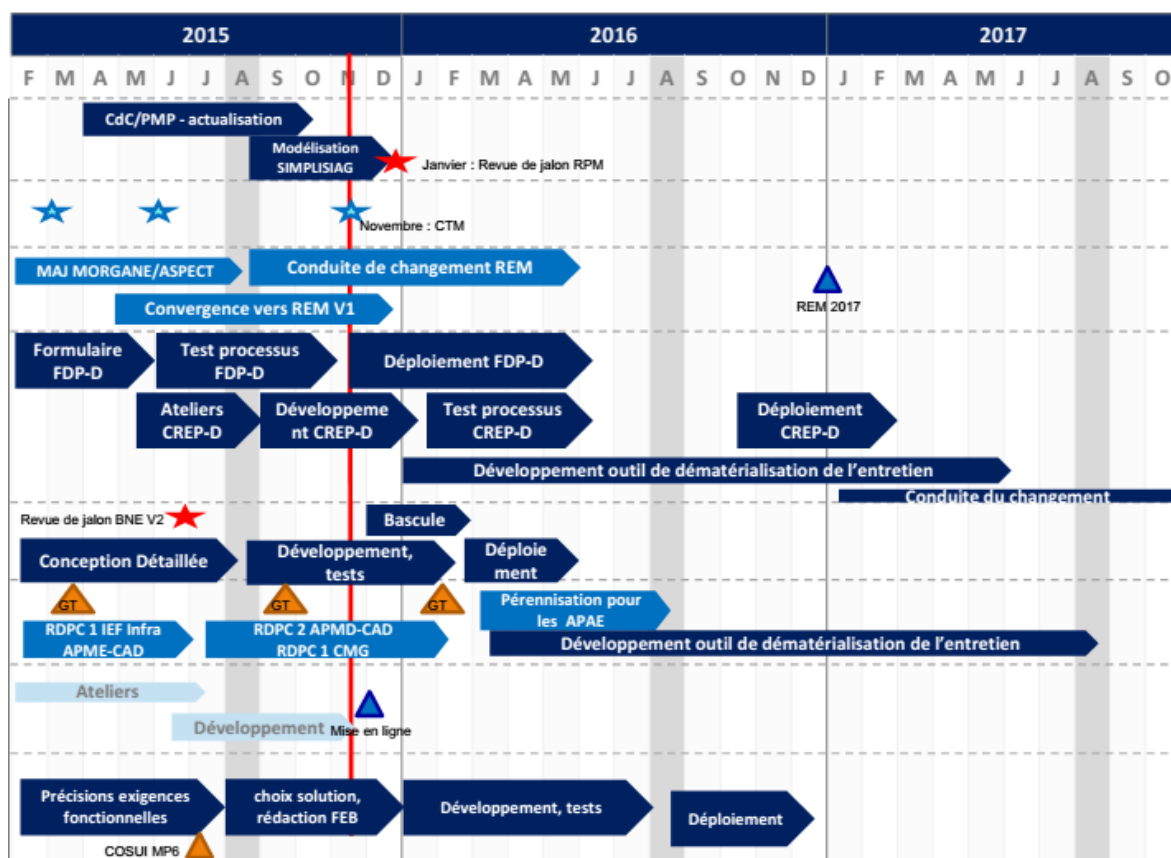 2015 2016 2017
F M A M J J A S O N D J F M A M J J A S O N D J F M A M J J A S O
CdC/PMP - actualisation
Modélisation
SIMPLISIAG
Janvier : Revue de jalon RPM
Novembre : CTM
MAJ MORGANE/ASPECT
Conduite de changement REM
Convergence vers REM V1
REM 2017
Formulaire
FDP-D
Test processus
FDP-D
Déploiement FDP-D
Ateliers
CREP-D
Développeme
nt CREP-D
Test processus
CREP-D
Déploiement
CREP-D
Développement outil de dématérialisation de l'entretien
Conduite du changement
Revue de jalon BNE V2
Bascule
Conception Détaillée
Développement,
tests
Déploie
ment
GT
GT
GT
Pérennisation pour
les APAE
RDPC 1 IEF Infra
APME-CAD
RDPC 2 APMD-CAD
RDPC 1 CMG
Développement outil de dématérialisation de l'entretien
Ateliers
Développement
Mise en ligne
Précisions exigences
fonctionnelles
choix solution,
rédaction FEB
Développement, tests
Déploiement
COSUI MP6